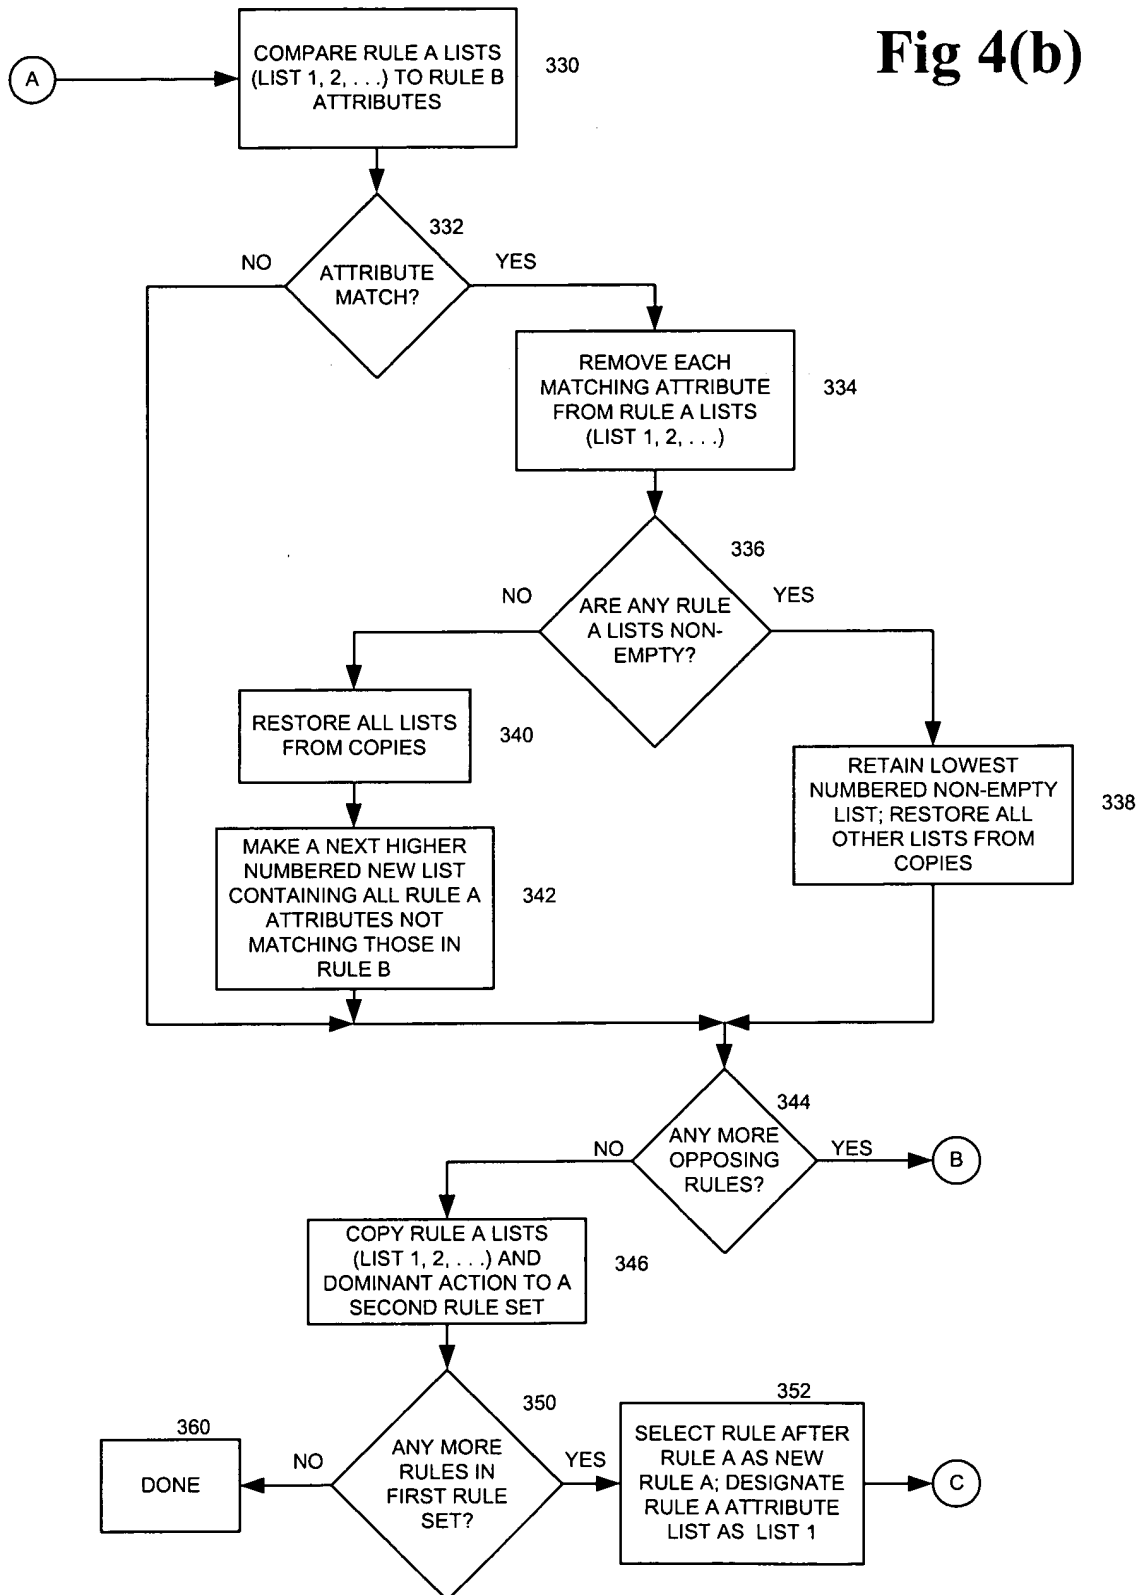 Fig 4(b)
A
COMPARE RULE A LISTS
(LIST 1, 2, . . .) TO RULE B
ATTRIBUTES
330
332
NO
ATTRIBUTE
MATCH?
YES
REMOVE EACH
MATCHING ATTRIBUTE
FROM RULE A LISTS
(LIST 1, 2, . . .)
334
336
NO
ARE ANY RULE
A LISTS NON-
EMPTY?
YES
RESTORE ALL LISTS
FROM COPIES
340
RETAIN LOWEST
NUMBERED NON-EMPTY
LIST; RESTORE ALL
OTHER LISTS FROM
COPIES
338
MAKE A NEXT HIGHER
NUMBERED NEW LIST
CONTAINING ALL RULE A
ATTRIBUTES NOT
MATCHING THOSE IN
RULE B
342
344
NO
ANY MORE
OPPOSING
RULES?
YES
B
COPY RULE A LISTS
(LIST 1, 2, . . .) AND
DOMINANT ACTION TO A
SECOND RULE SET
346
350
352
360
DONE
NO
ANY MORE
RULES IN
FIRST RULE
SET?
YES
SELECT RULE AFTER
RULE A AS NEW
RULE A; DESIGNATE
RULE A ATTRIBUTE
LIST AS LIST 1
C